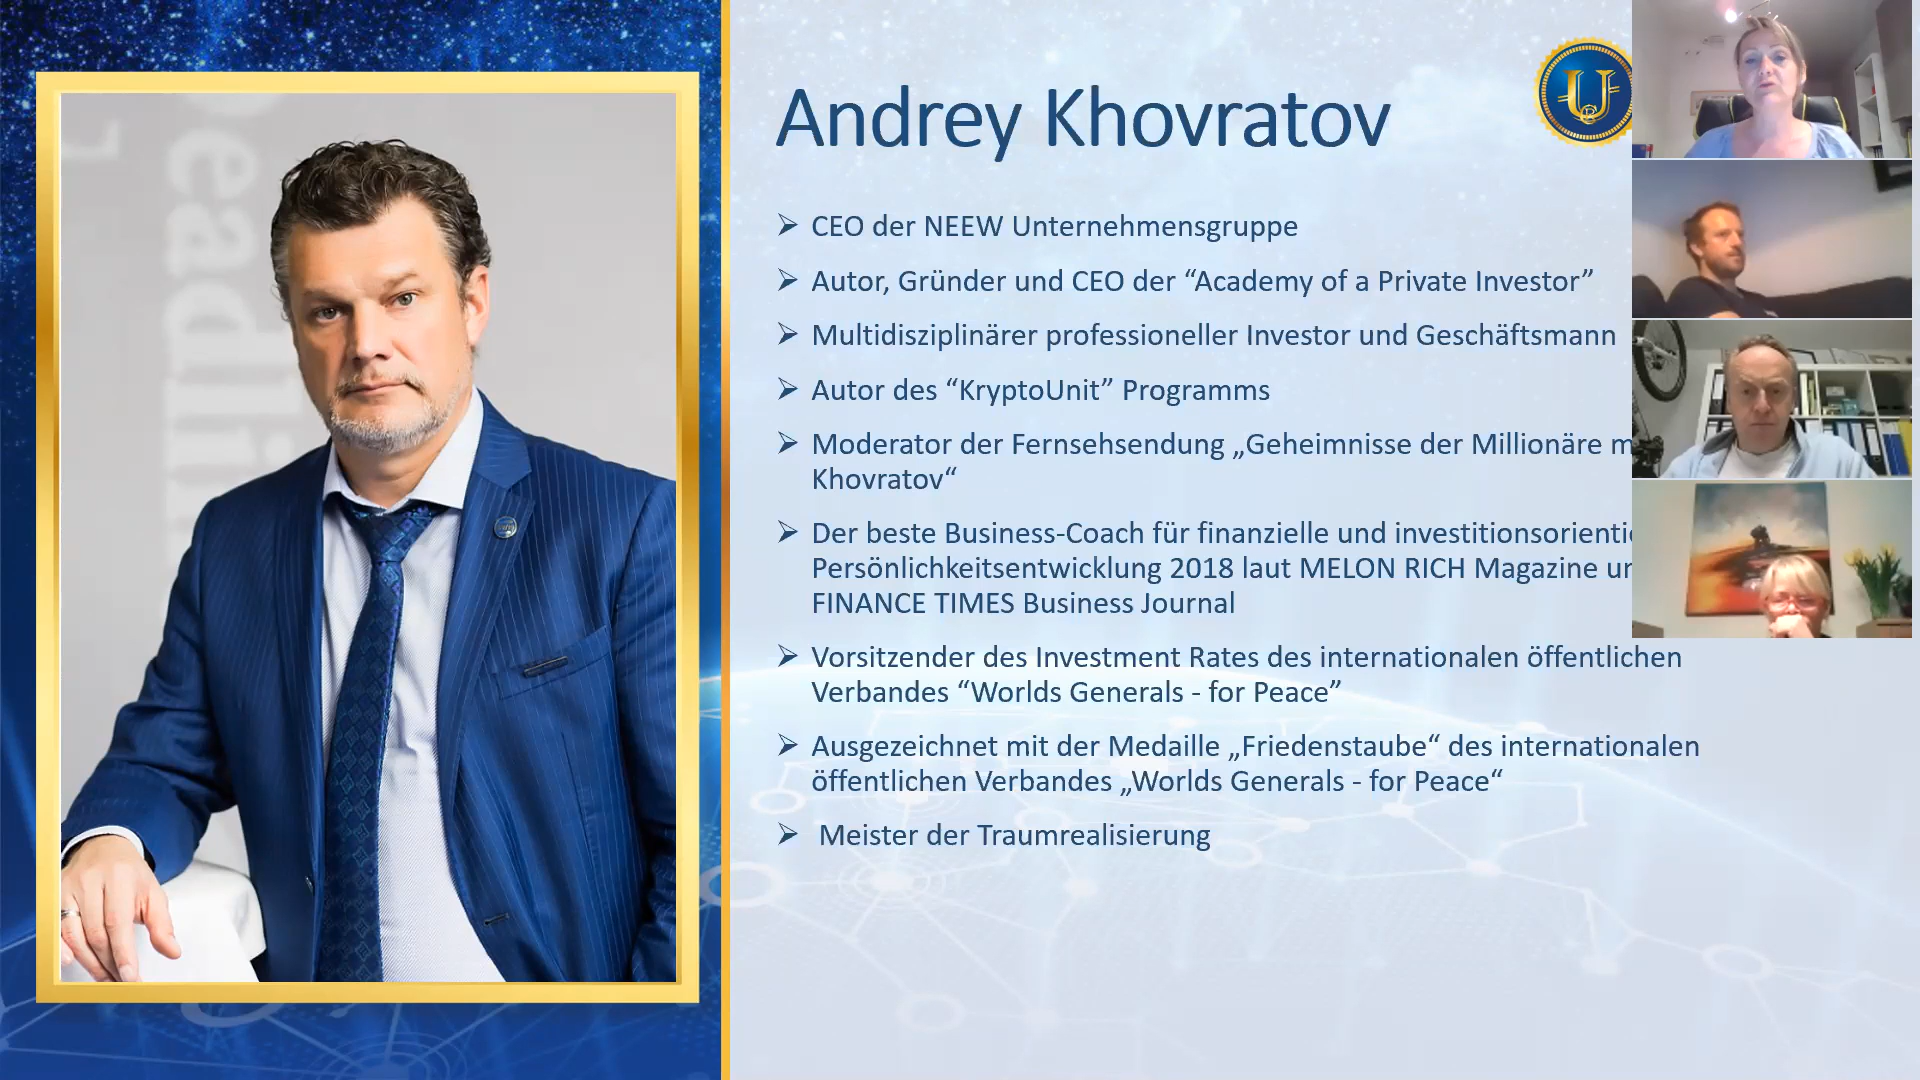 Andrey Khovratov
CEO der NEEW Unternehmensgruppe
Autor, Gründer und CEO der “Academy of a Private Investor”
Multidisziplinärer professioneller Investor und Geschäftsmann
Autor des “KryptoUnit” Programms
Moderator der Fernsehsendung „Geheimnisse der Millionäre
Khovratov“
Der beste Business-Coach für finanzielle und
Persönlichkeitsentwicklung 2018 laut MELON RICH Magazine
FINANCE TIMES Business Journal
Vorsitzender des Investment Rates des internationalen öffentlichen
Verbandes “Worlds Generals - for Peace”
Ausgezeichnet mit der Medaille „Friedenstaube“ des internationalen
öffentlichen Verbandes „Worlds Generals - for Peace“
Meister der Traumrealisierung